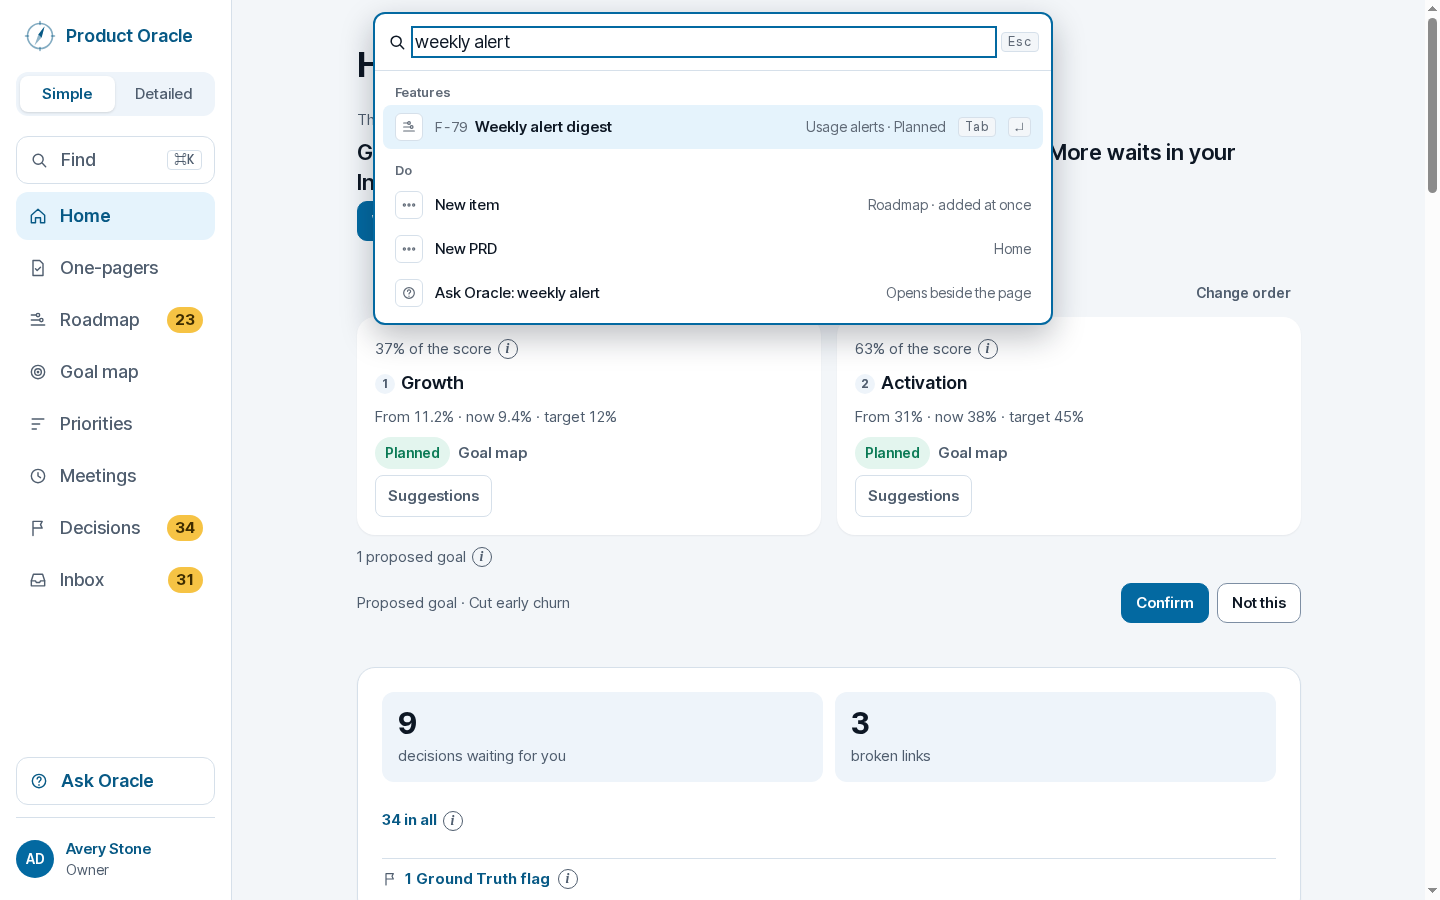 Product Oracle
Simple
Detailed
Find
⌘K
Home
One-pagers
Roadmap
23
Goal map
Priorities
Meetings
Decisions
34
Inbox
31
Ask Oracle
AD
Avery Stone
Owner
weekly alert
Esc
Features
F-79 Weekly alert digest
Usage alerts · Planned
Tab
↵
Do
New item
Roadmap · added at once
New PRD
Home
Ask Oracle: weekly alert
Opens beside the page
More waits in your
Change order
37% of the score
i
1
Growth
From 11.2% · now 9.4% · target 12%
Planned
Goal map
Suggestions
63% of the score
i
2
Activation
From 31% · now 38% · target 45%
Planned
Goal map
Suggestions
1 proposed goal
i
Proposed goal · Cut early churn
Confirm
Not this
9
decisions waiting for you
3
broken links
34 in all
i
1 Ground Truth flag
i